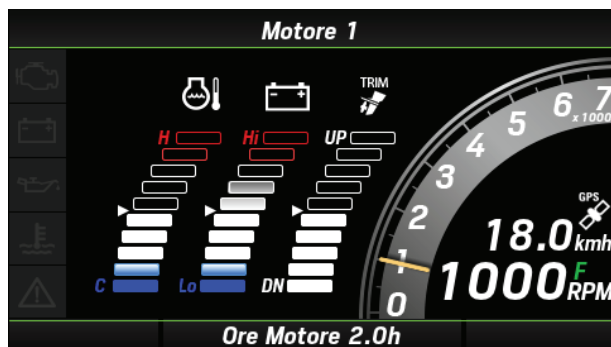 Motore 1
TRIM
H
Hi
UP
C
Lo
DN
7
6
x 1000
5
4
3
2
1
0
GPS
18.0 kmh
1000 F RPM
Ore Motore 2.0h